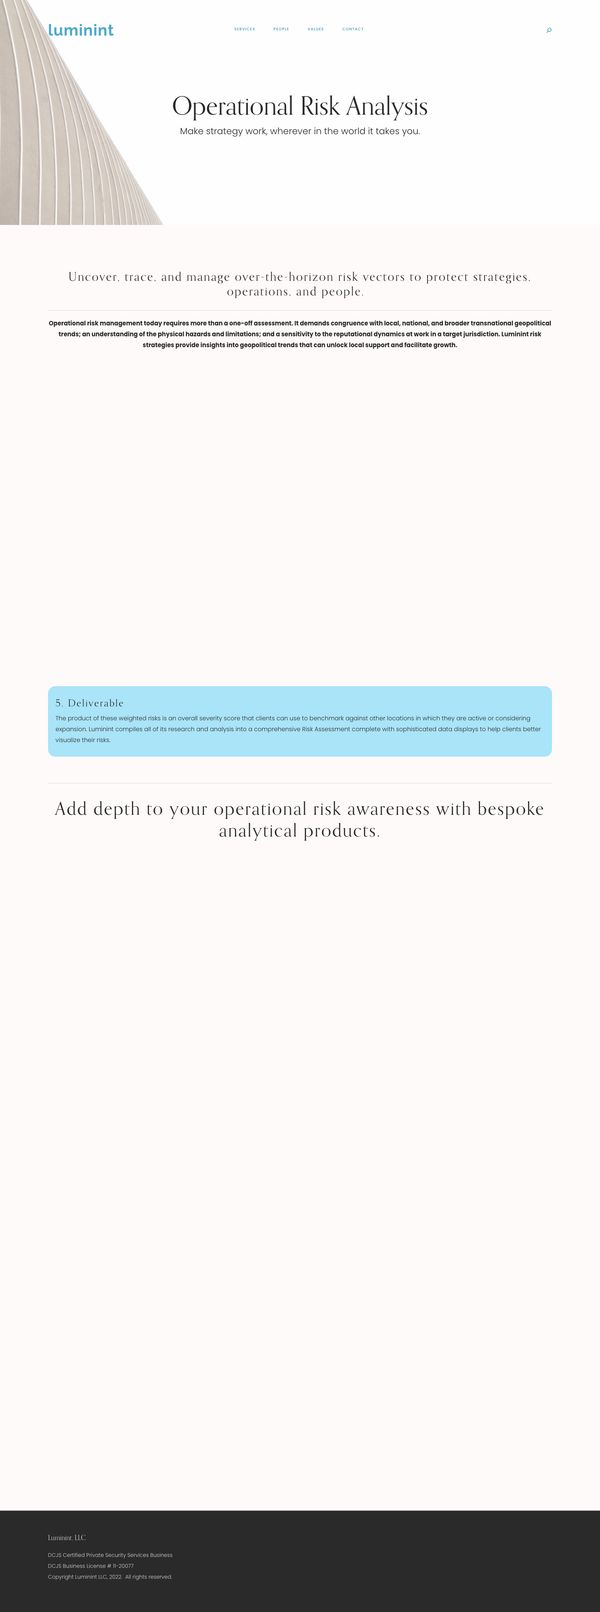 luminint
SERVICES PEOPLE VALUES CONTACT
Operational Risk Analysis
Make strategy work, wherever in the world it takes you.
Uncover, trace, and manage over-the-horizon risk vectors to protect strategies,
operations, and people.
Operational risk management today requires more than a one-off assessment. It demands congruence with local, national, and broader transnational geopolitical
trends; an understanding of the physical hazards and limitations; and a sensitivity to the reputational dynamics at work in a target jurisdiction. Luminint risk
strategies provide insights into geopolitical trends that can unlock local support and facilitate growth.
5. Deliverable
The product of these weighted risks is an overall severity score that clients can use to benchmark against other locations in which they are active or considering
expansion. Luminint compiles all of its research and analysis into a comprehensive Risk Assessment complete with sophisticated data displays to help clients better
visualize their risks.
Add depth to your operational risk awareness with bespoke
analytical products.
Luminint, LLC
DCJS Certified Private Security Services Business
DCJS Business License # 11-20077
Copyright Luminint LLC, 2022. All rights reserved.